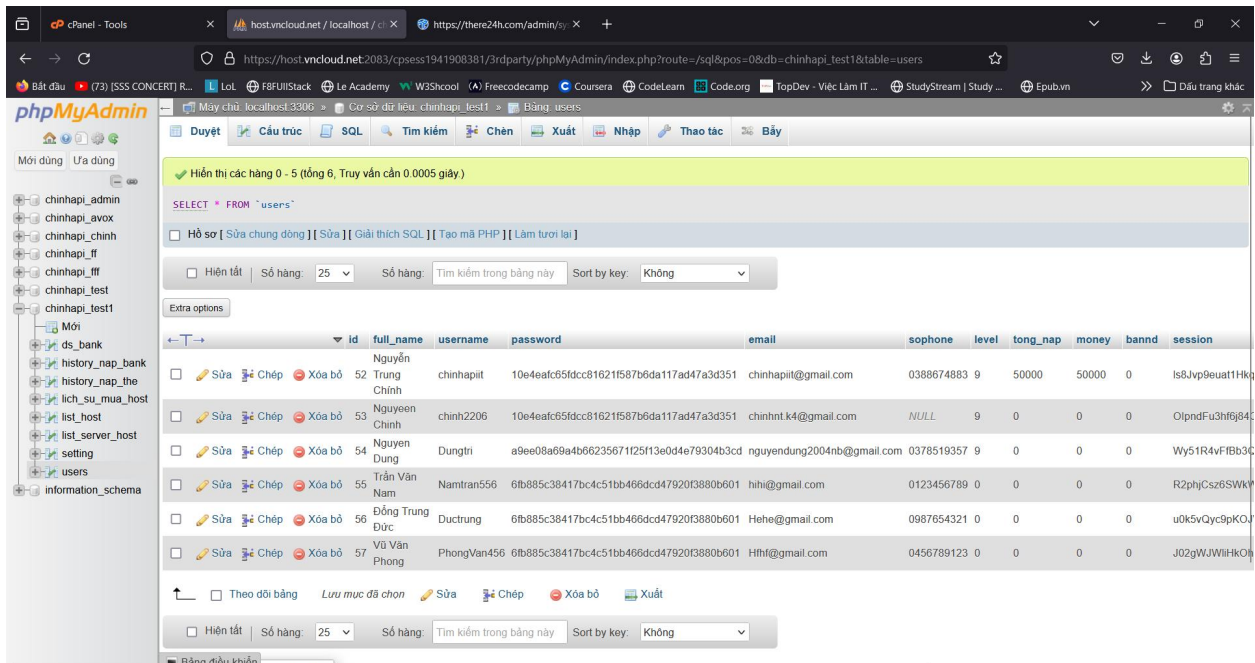 cPanel - Tools
host.vncloud.net / localhost / ch
https://there24h.com/admin/sy
https://host.vncloud.net:2083/cpsess1941908381/3rdparty/phpMyAdmin/index.php?route=/sql&pos=0&db=chinhapi_test1&table=users
Bắt đầu (73) [SSS CONCERT] R... LoL F8FUllStack Le Academy W3Shcool Freecodecamp Coursera CodeLearn Code.org TopDev - Việc Làm IT ... StudyStream | Study ... Epub.vn Dấu trang khác
phpMyAdmin
Máy chủ: localhost:3306 » Cơ sở dữ liệu: chinhapi_test1 » Bảng: users
Duyệt Cấu trúc SQL Tìm kiếm Chèn Xuất Nhập Thao tác Bẫy
Mới dùng Ưa dùng
chinhapi_admin
chinhapi_avox
chinhapi_chinh
chinhapi_ff
chinhapi_fff
chinhapi_test
chinhapi_test1
Mới
ds_bank
history_nap_bank
history_nap_the
lich_su_mua_host
list_host
list_server_host
setting
users
information_schema
Hiển thị các hàng 0 - 5 (tổng 6, Truy vấn cần 0.0005 giây.)
SELECT * FROM `users`
Hồ sơ [ Sửa chung dòng ] [ Sửa ] [ Giải thích SQL ] [ Tạo mã PHP ] [ Làm tươi lại ]
Hiện tất Số hàng: 25 Số hàng: Tìm kiếm trong bảng này Sort by key: Không
Extra options
id full_name username password email sophone level tong_nap money bannd session
Sửa Chép Xóa bỏ 52 Nguyễn Trung Chính chinhapiit 10e4eafc65fdcc81621f587b6da117ad47a3d351 chinhapiit@gmail.com 0388674883 9 50000 50000 0 Is8Jvp9euat1Hkq
Sửa Chép Xóa bỏ 53 Nguyeen Chinh chinh2206 10e4eafc65fdcc81621f587b6da117ad47a3d351 chinhnt.k4@gmail.com NULL 9 0 0 0 OlpndFu3hf6j84
Sửa Chép Xóa bỏ 54 Nguyen Dung Dungtri a9ee08a69a4b66235671f25f13e0d4e79304b3cd nguyendung2004nb@gmail.com 0378519357 9 0 0 0 Wy51R4vFfBb3
Sửa Chép Xóa bỏ 55 Trần Văn Nam Namtran556 6fb885c38417bc4c51bb466dcd47920f3880b601 hihi@gmail.com 0123456789 0 0 0 0 R2phjCsz6SWk
Sửa Chép Xóa bỏ 56 Đồng Trung Đức Ductrung 6fb885c38417bc4c51bb466dcd47920f3880b601 Hehe@gmail.com 0987654321 0 0 0 0 u0k5vQyc9pKO
Sửa Chép Xóa bỏ 57 Vũ Văn Phong PhongVan456 6fb885c38417bc4c51bb466dcd47920f3880b601 Hfhf@gmail.com 0456789123 0 0 0 0 J02gWJWliHkOh
Theo dõi bảng Lưu mục đã chọn Sửa Chép Xóa bỏ Xuất
Hiện tất Số hàng: 25 Số hàng: Tìm kiếm trong bảng này Sort by key: Không
Bảng điều khiển